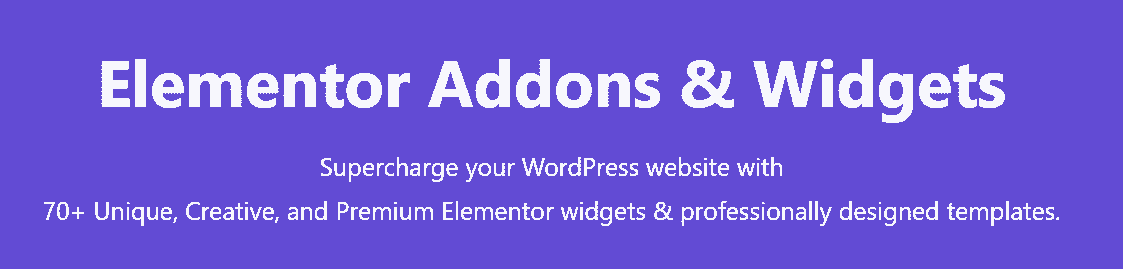 Elementor Addons & Widgets
Supercharge your WordPress website with
70+ Unique, Creative, and Premium Elementor widgets & professionally designed templates.